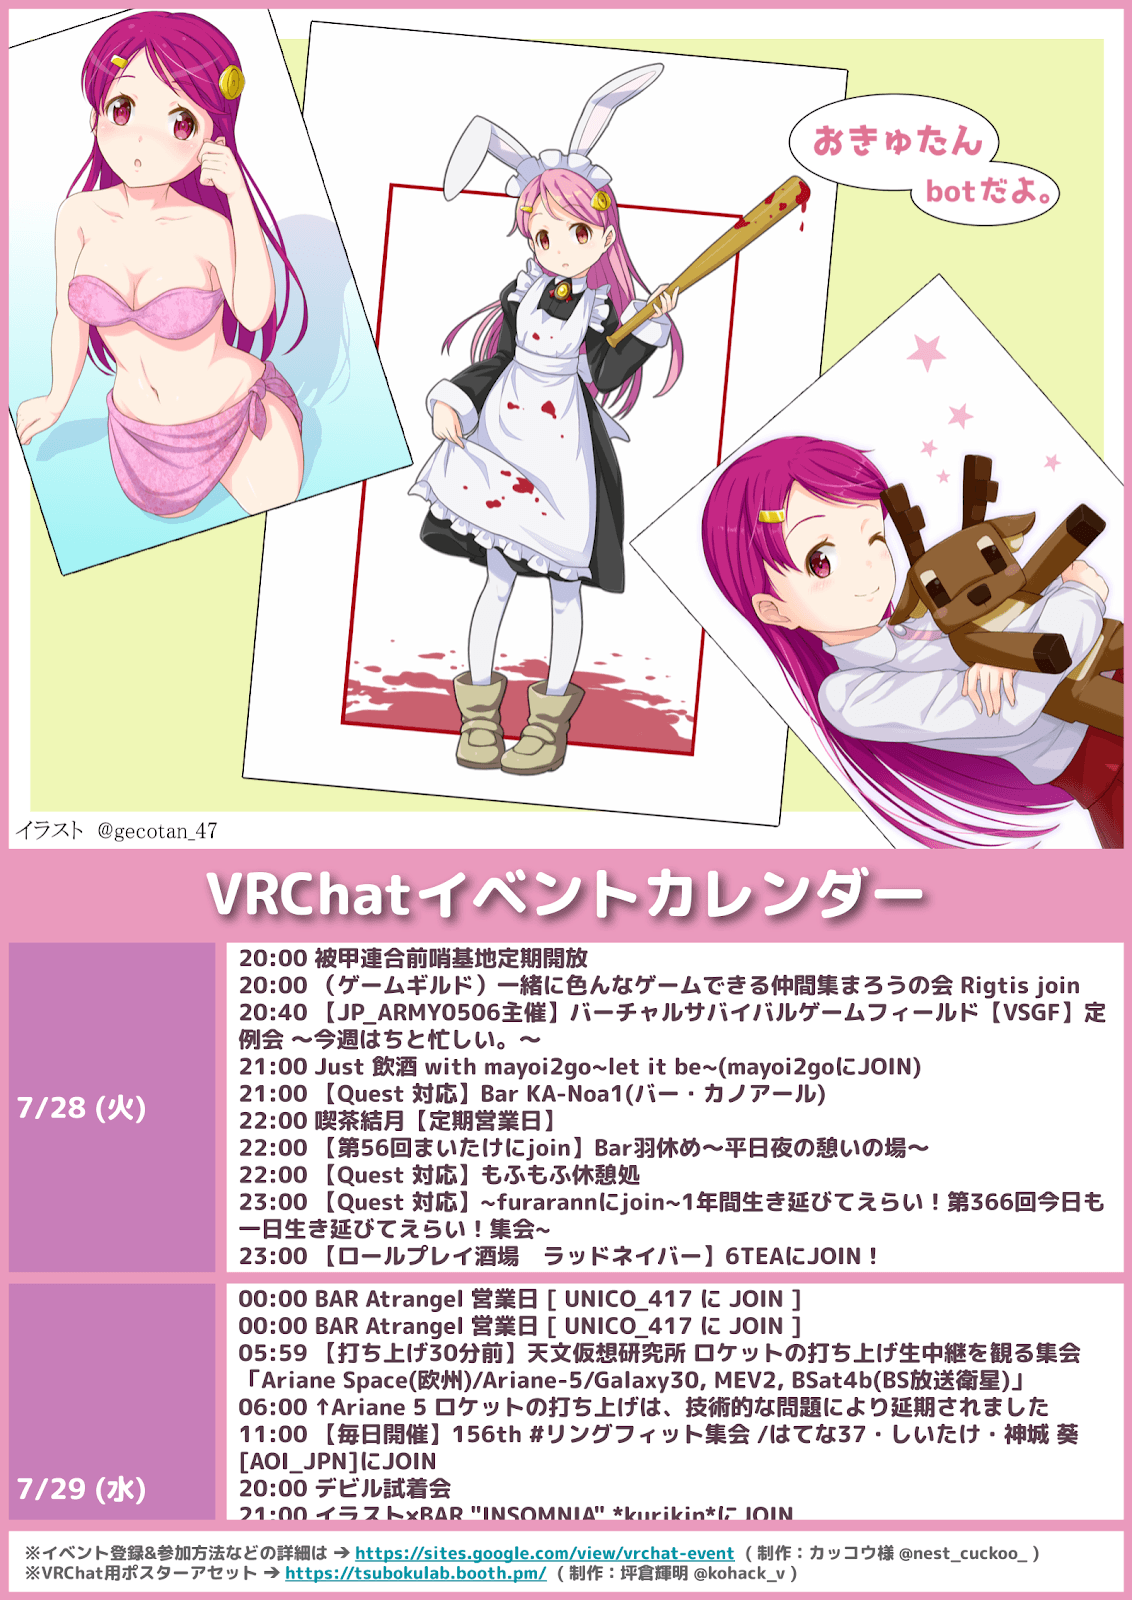 おきゅたん
botだよ。
イラスト @gecotan_47
VRChatイベントカレンダー
7/28 (火)
20:00 被甲連合前哨基地定期開放
20:00 （ゲームギルド）一緒に色んなゲームできる仲間集まろうの会 Rigtis join
20:40 【JP_ARMY0506主催】バーチャルサバイバルゲームフィールド【VSGF】定
例会 〜今週はちと忙しい。〜
21:00 Just 飲酒 with mayoi2go~let it be~(mayoi2goにJOIN)
21:00 【Quest 対応】Bar KA-Noa1(バー・カノアール)
22:00 喫茶結月【定期営業日】
22:00 【第56回まいたけにjoin】Bar羽休め〜平日夜の憩いの場〜
22:00 【Quest 対応】もふもふ休憩処
23:00 【Quest 対応】~furarannにjoin~1年間生き延びてえらい！第366回今日も
一日生き延びてえらい！集会~
23:00 【ロールプレイ酒場　ラッドネイバー】6TEAにJOIN！
7/29 (水)
00:00 BAR Atrangel 営業日 [ UNICO_417 に JOIN ]
00:00 BAR Atrangel 営業日 [ UNICO_417 に JOIN ]
05:59 【打ち上げ30分前】天文仮想研究所 ロケットの打ち上げ生中継を観る集会
「Ariane Space(欧州)/Ariane-5/Galaxy30, MEV2, BSat4b(BS放送衛星)」
06:00 ↑Ariane 5 ロケットの打ち上げは、技術的な問題により延期されました
11:00 【毎日開催】156th #リングフィット集会 /はてな37・しいたけ・神城 葵
[AOI_JPN]にJOIN
20:00 デビル試着会
21:00 イラスト×BAR "INSOMNIA" *kurikin*にJOIN
※イベント登録&参加方法などの詳細は → https://sites.google.com/view/vrchat-event ( 制作：カッコウ様 @nest_cuckoo_ )
※VRChat用ポスターアセット → https://tsubokulab.booth.pm/ ( 制作：坪倉輝明 @kohack_v )